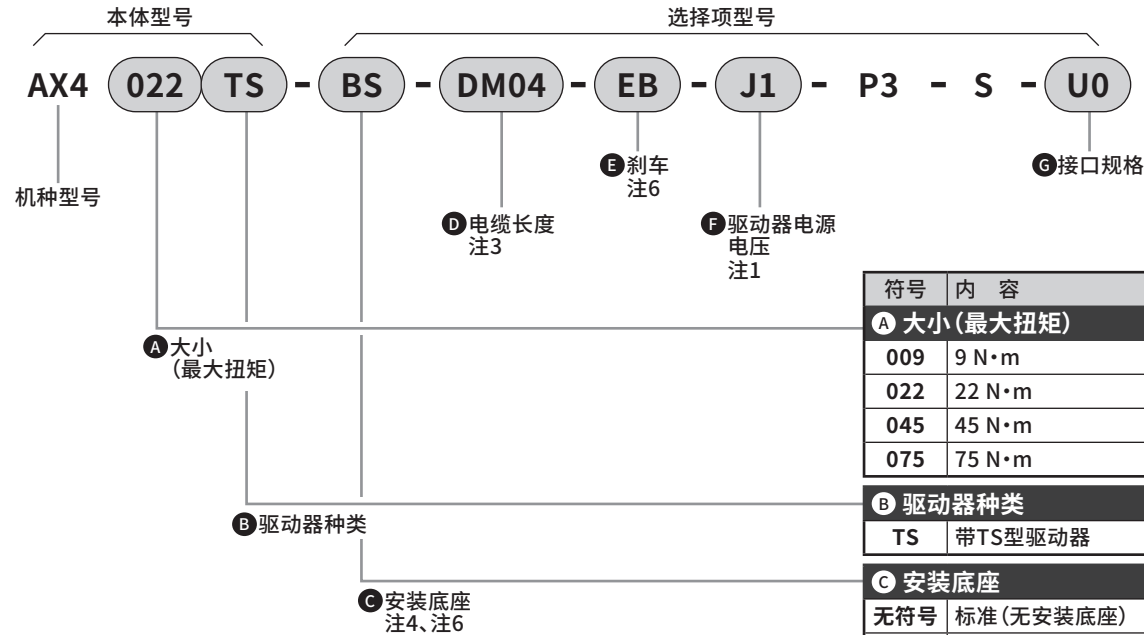 本体型号
选择项型号
AX4 022 TS - BS - DM04 - EB - J1 - P3 - S - U0
机种型号
A 大小
(最大扭矩)
B 驱动器种类
C 安装底座
注4、注6
D 电缆长度
注3
E 刹车
注6
F 驱动器电源
电压
注1
G 接口规格
符号 内 容
A 大小(最大扭矩)
009 9 N·m
022 22 N·m
045 45 N·m
075 75 N·m
B 驱动器种类
TS 带TS型驱动器
C 安装底座
无符号 标准(无安装底座)